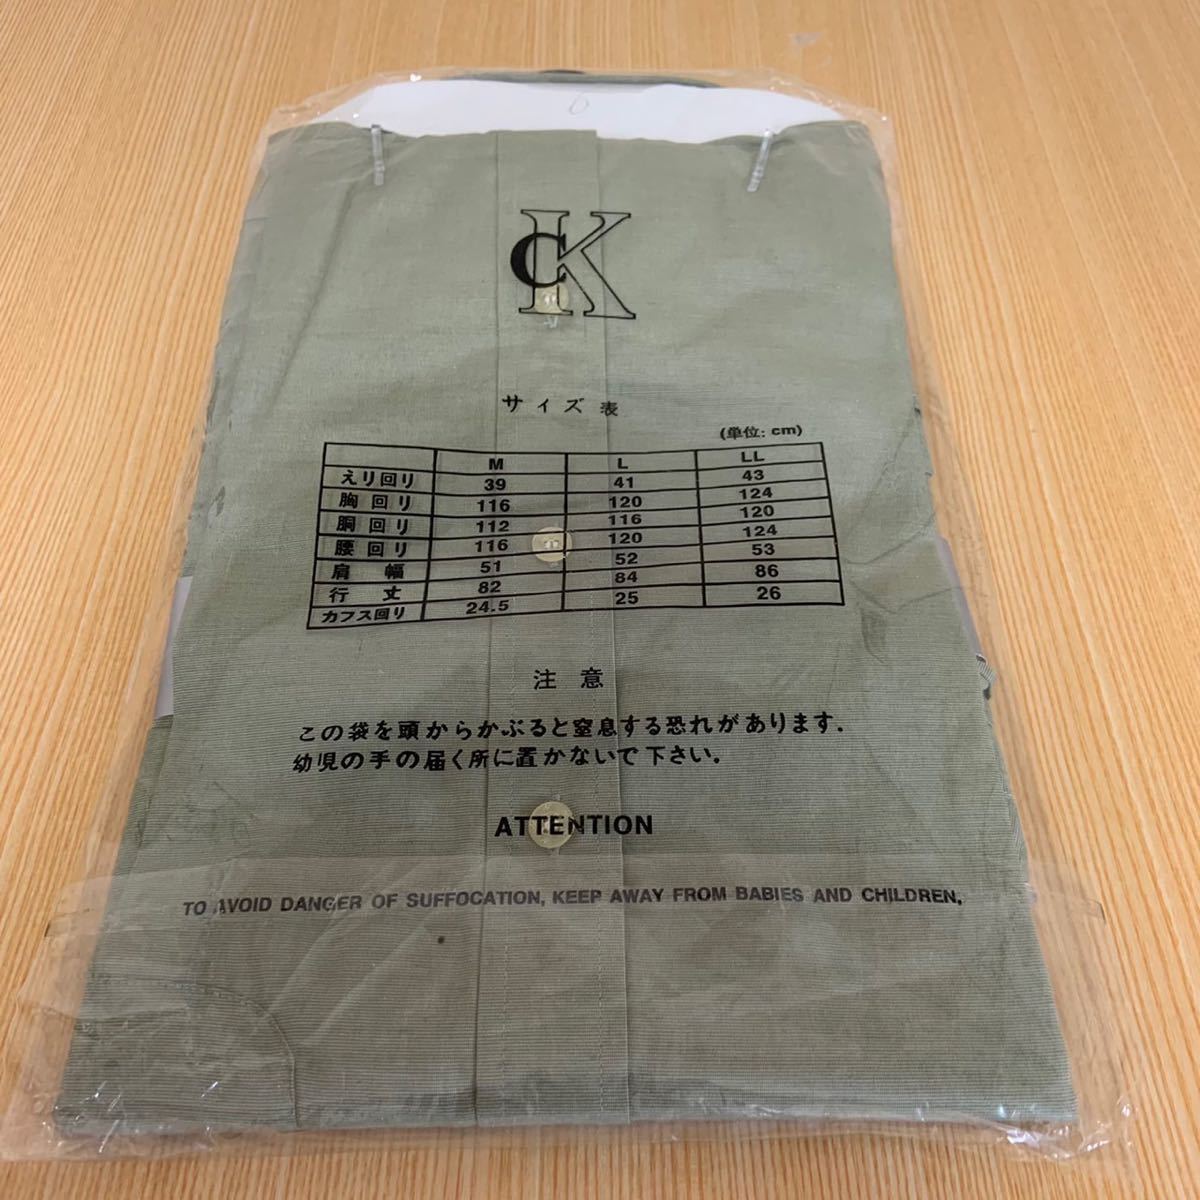 CK
サイズ表
(単位: cm)
M L LL
えり回り 39 41 43
胸回り 116 120 124
胴回り 112 116 120
腰回り 116 120 124
肩幅 51 52 53
行丈 82 84 86
カフス回り 24.5 25 26
注意
この袋を頭からかぶると窒息する恐れがあります.
幼児の手の届く所に置かないで下さい。
ATTENTION
TO AVOID DANGER OF SUFFOCATION, KEEP AWAY FROM BABIES AND CHILDREN,